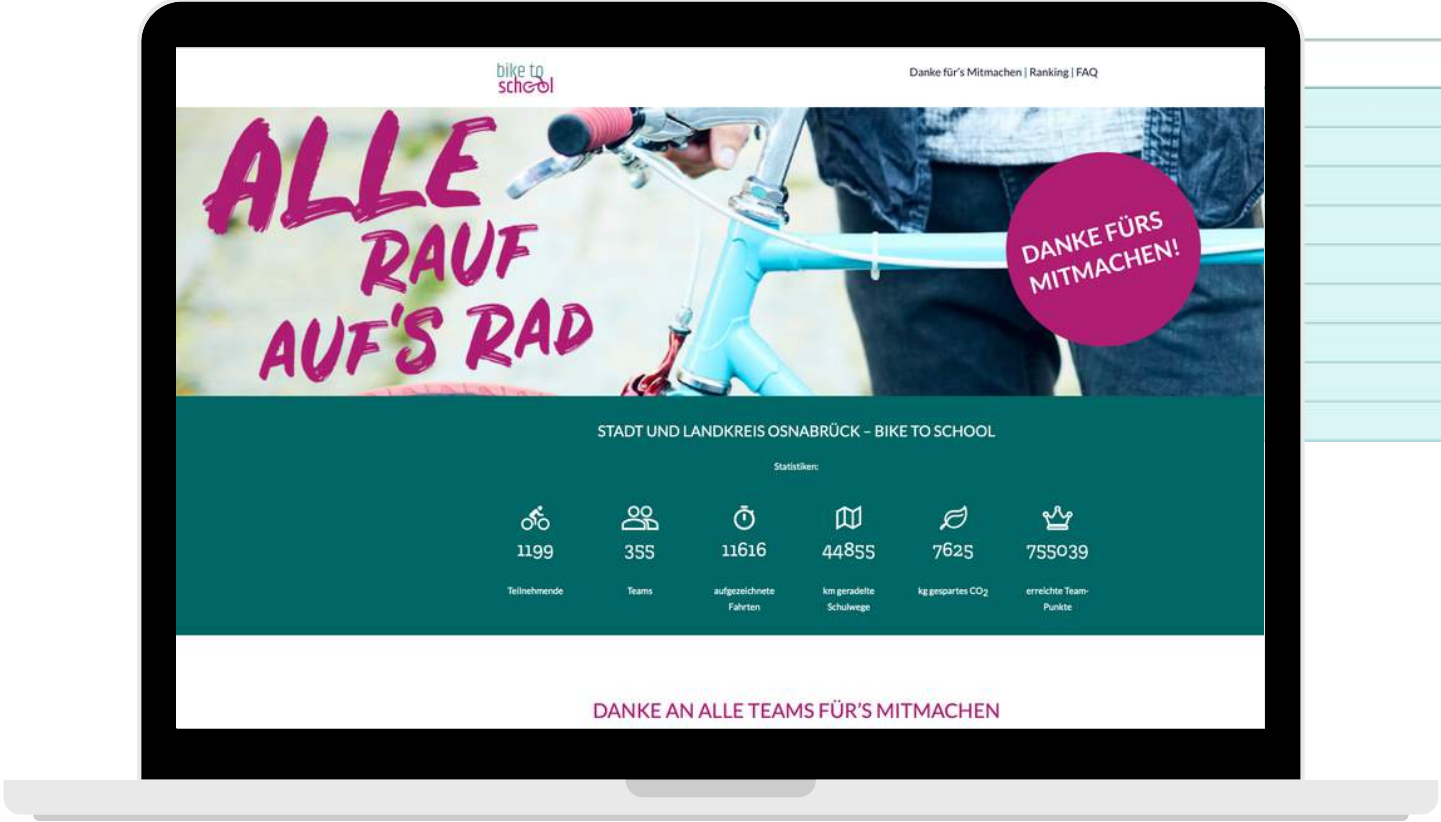 bike to
school
Danke für's Mitmachen | Ranking | FAQ
ALLE
RAUF
AUF'S RAD
DANKE FÜRS
MITMACHEN!
STADT UND LANDKREIS OSNABRÜCK – BIKE TO SCHOOL
Statistiken:
1199 355 11616 44855 7625 755039
Teilnehmende Teams aufgezeichnete km geradelte kg gespartes CO2 erreichte Team-
Fahrten Schulwege Punkte
DANKE AN ALLE TEAMS FÜR'S MITMACHEN